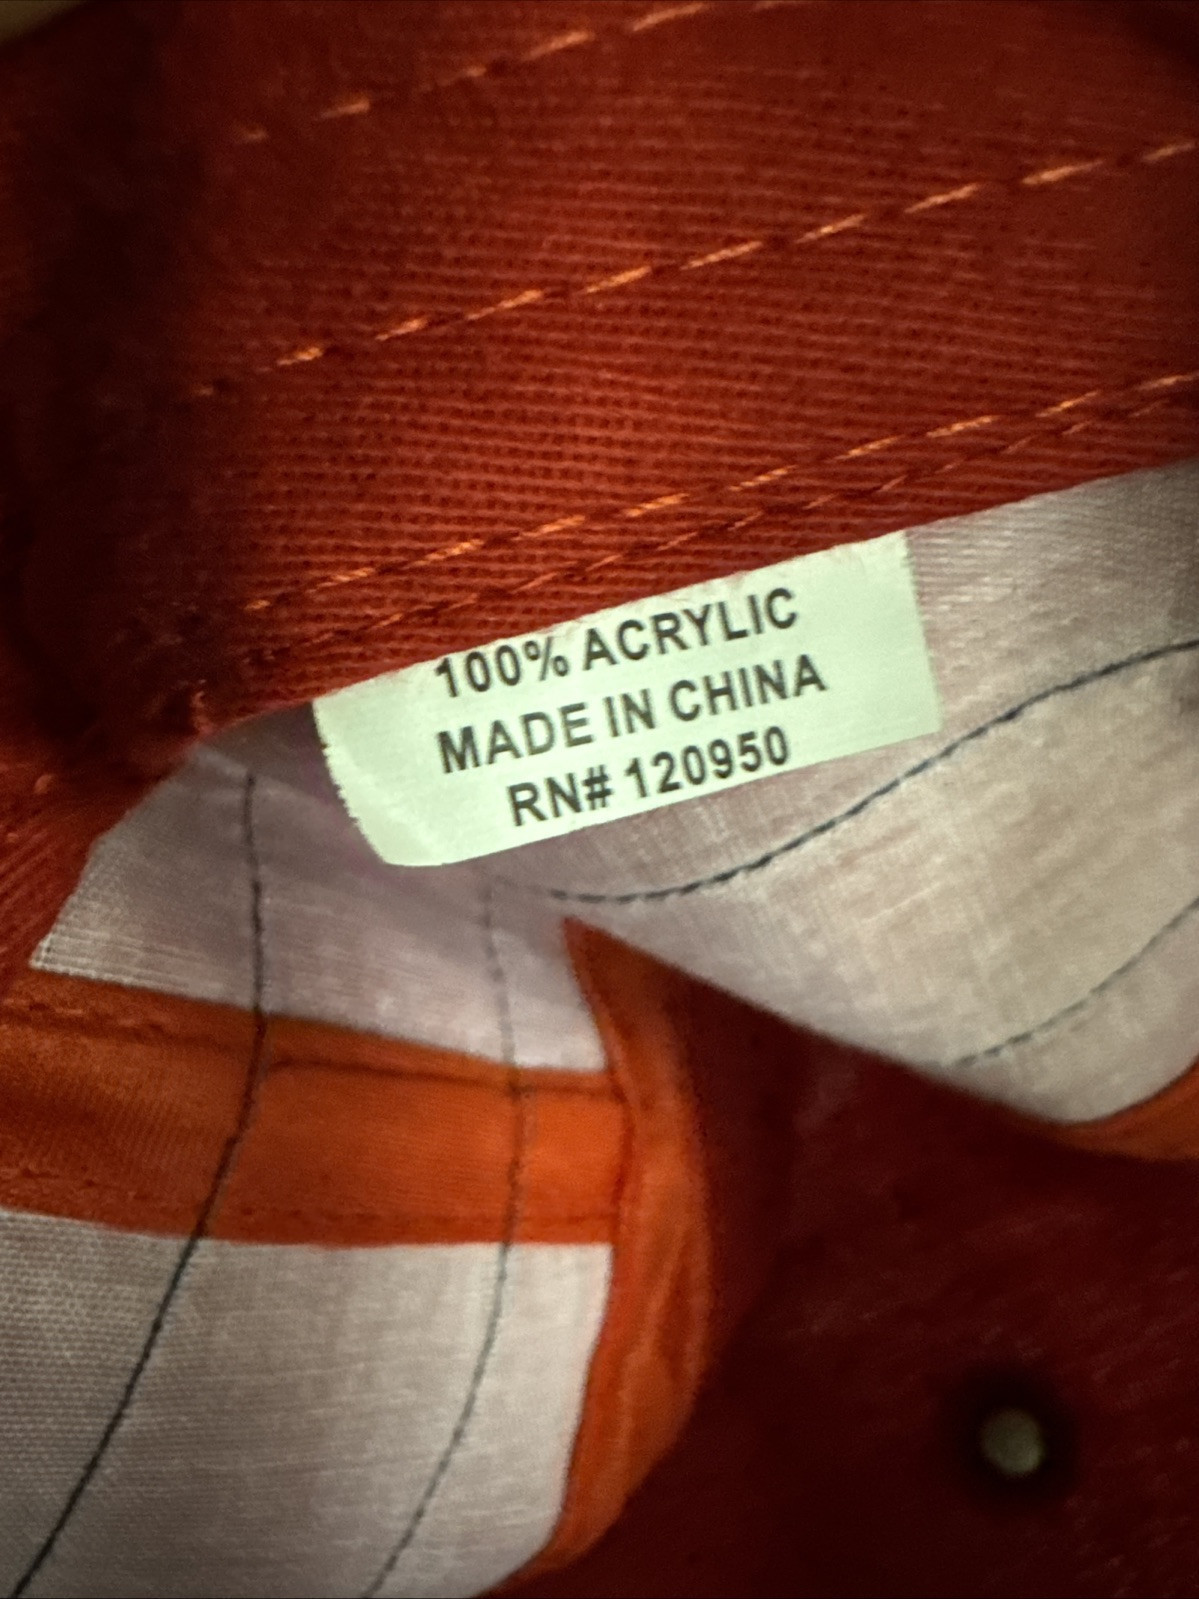 100% ACRYLIC
MADE IN CHINA
RN# 120950